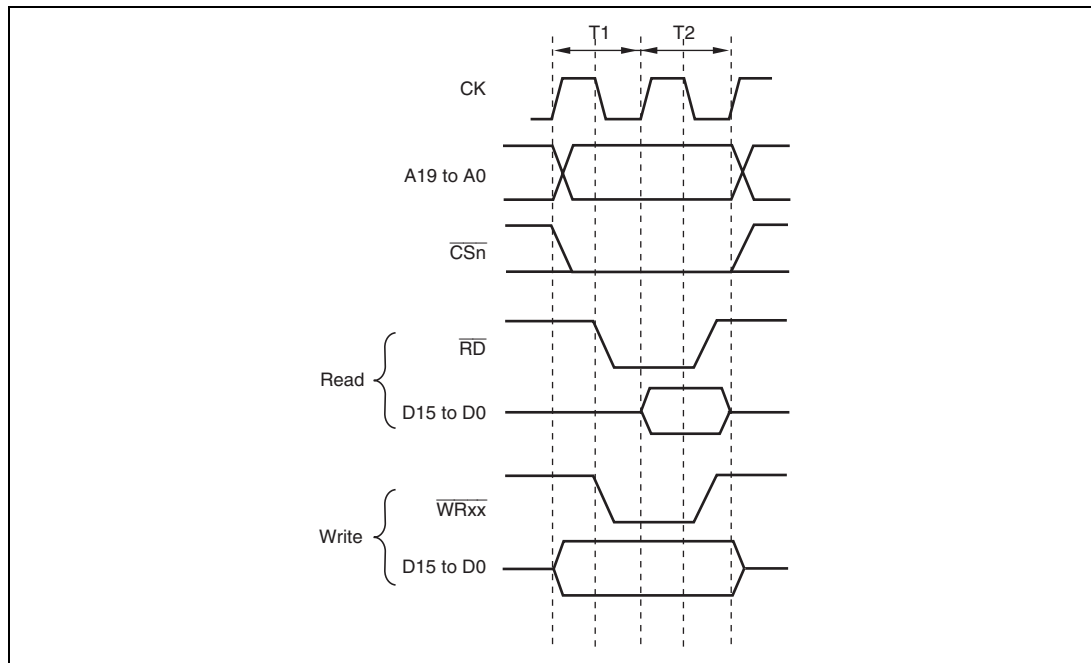 T1 T2
CK
A19 to A0
CSn
RD
Read
D15 to D0
WRxx
Write
D15 to D0